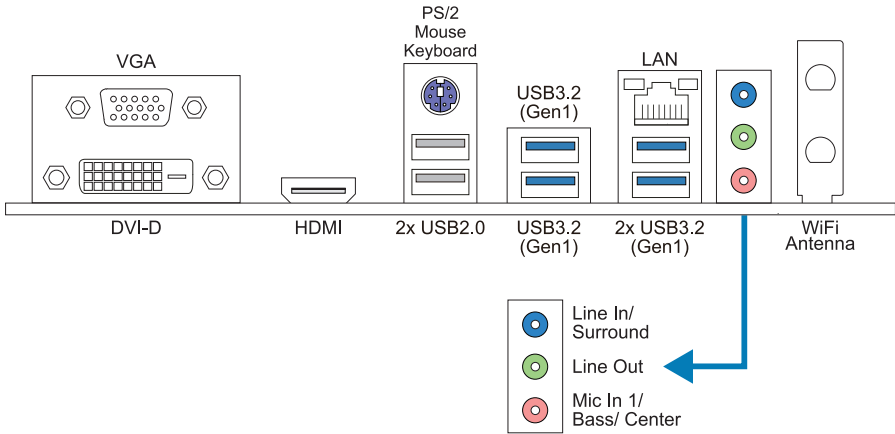 PS/2
Mouse
Keyboard
VGA
USB3.2
(Gen1)
LAN
DVI-D
HDMI
2x USB2.0
USB3.2
(Gen1)
2x USB3.2
(Gen1)
WiFi
Antenna
Line In/
Surround
Line Out
Mic In 1/
Bass/ Center